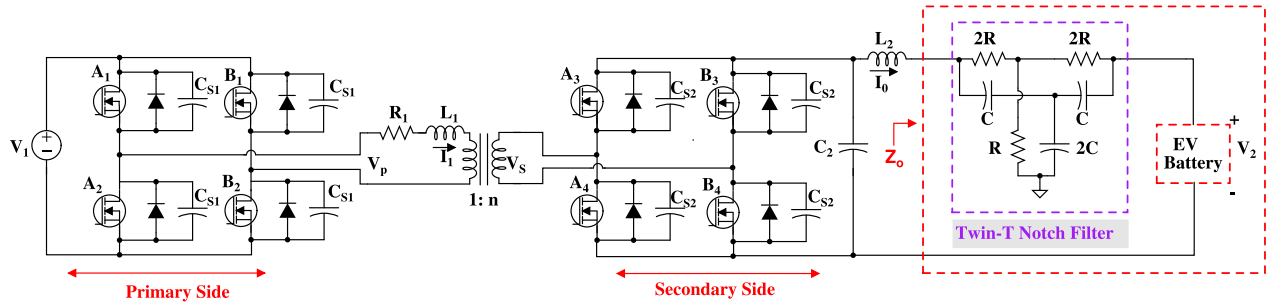 V1
A1
CS1
B1
CS1
A2
CS1
B2
CS1
R1
L1
I1
Vp
VS
1: n
Primary Side
A3
CS2
B3
CS2
A4
CS2
B4
CS2
C2
Secondary Side
L2
I0
Zo
2R
2R
C
C
R
2C
Twin-T Notch Filter
EV
Battery
+
V2
-